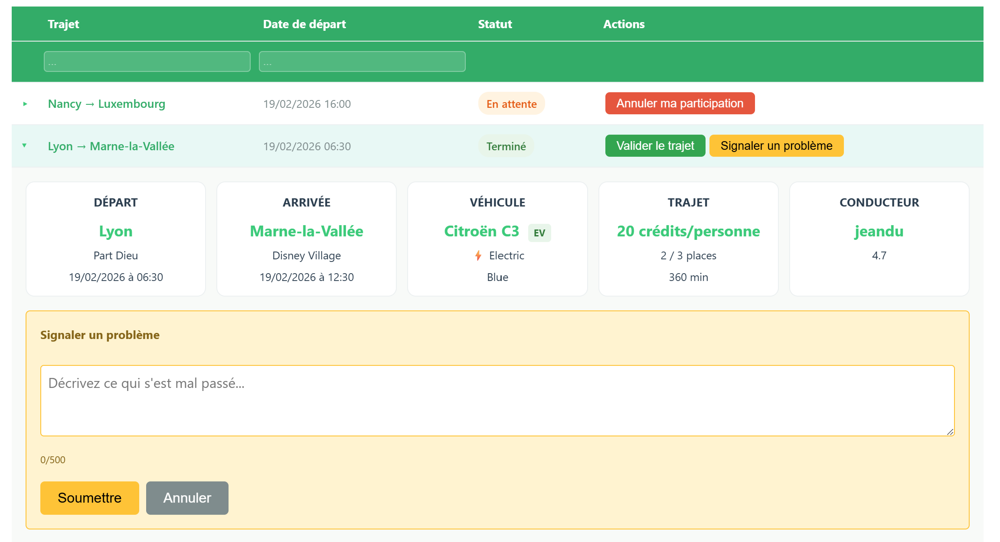 Trajet Date de départ Statut Actions
... ...
Nancy → Luxembourg 19/02/2026 16:00 En attente Annuler ma participation
Lyon → Marne-la-Vallée 19/02/2026 06:30 Terminé Valider le trajet Signaler un problème
DÉPART ARRIVÉE VÉHICULE TRAJET CONDUCTEUR
Lyon Marne-la-Vallée Citroën C3 EV 20 crédits/personne jeandu
Part Dieu Disney Village Electric 2 / 3 places 4.7
19/02/2026 à 06:30 19/02/2026 à 12:30 Blue 360 min
Signaler un problème
Décrivez ce qui s'est mal passé...
0/500
Soumettre Annuler